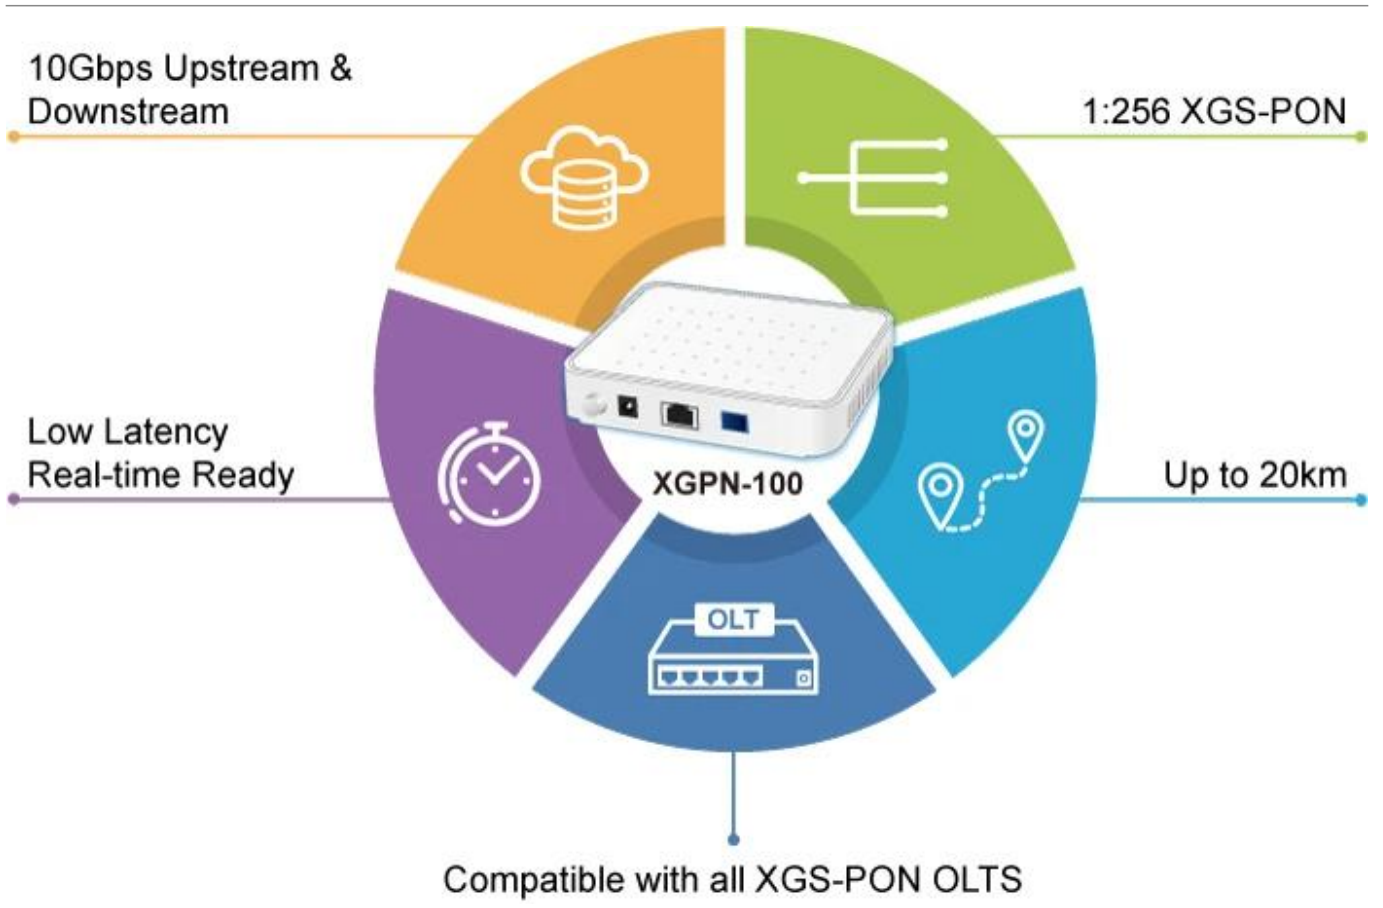 10Gbps Upstream &
Downstream
1:256 XGS-PON
Low Latency
Real-time Ready
Up to 20km
XGPN-100
OLT
Compatible with all XGS-PON OLTS